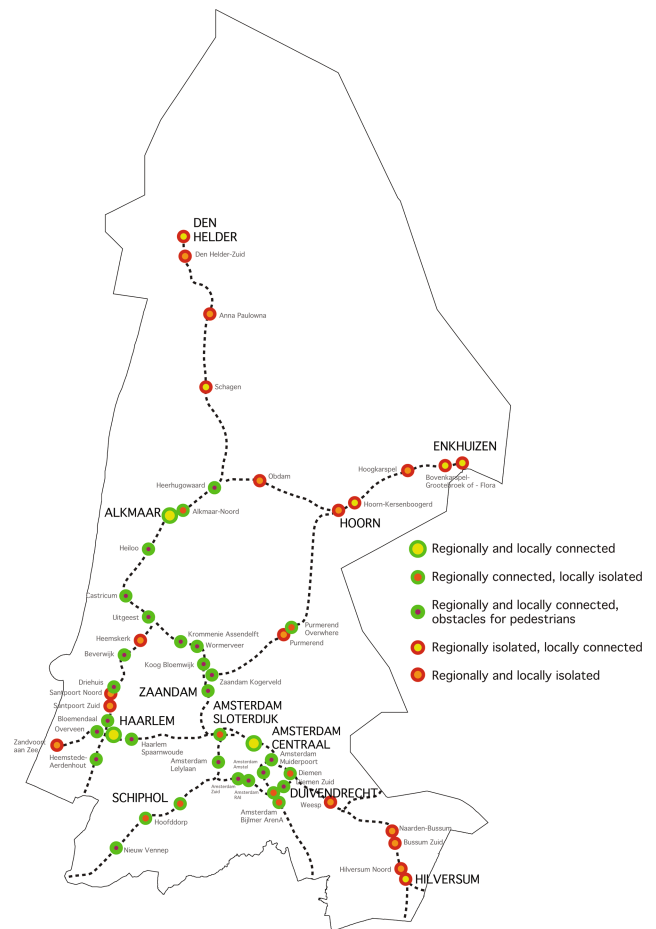 DEN
HELDER
Den Helder-Zuid
Anna Paulowna
Schagen
ENKHUIZEN
Hoogkarspel
Bovenkarspel-
Grootebroek of - Flora
Obdam
Heerhugowaard
Hoorn-Kersenboogerd
ALKMAAR
Alkmaar-Noord
HOORN
Heiloo
Regionally and locally connected
Regionally connected, locally isolated
Regionally and locally connected,
obstacles for pedestrians
Regionally isolated, locally connected
Regionally and locally isolated
Castricum
Uitgeest
Purmerend
Overwhere
Purmerend
Heemskerk
Krommenie Assendelft
Wormerveer
Beverwijk
Koog Bloemwijk
Zaandam Kogerveld
Driehuis
Santpoort Noord
ZAANDAM
Santpoort Zuid
AMSTERDAM
SLOTERDIJK
Bloemendaal
HAARLEM
Overveen
AMSTERDAM
CENTRAAL
Zandvoort
aan Zee
Haarlem
Spaarnwoude
Heemstede-
Aerdenhout
Amsterdam
Lelylaan
Amsterdam
Muiderpoort
Amsterdam
Amstel
Diemen
Diemen Zuid
Amsterdam
Zuid
Amsterdam
RAI
DUIVENDRECHT
SCHIPHOL
Weesp
Amsterdam
Bijlmer ArenA
Hoofddorp
Naarden-Bussum
Bussum Zuid
Nieuw Vennep
Hilversum Noord
HILVERSUM